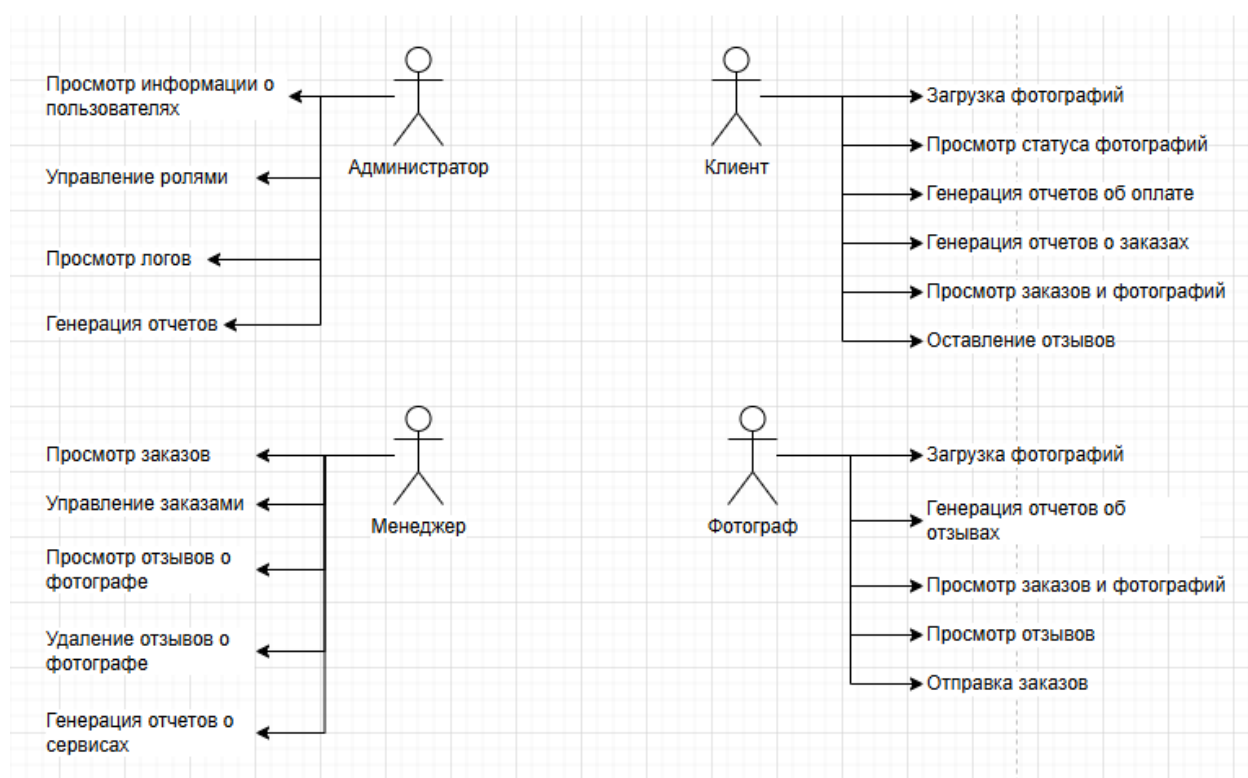 Просмотр информации о
пользователях
Управление ролями
Просмотр логов
Генерация отчетов
Администратор
Клиент
Загрузка фотографий
Просмотр статуса фотографий
Генерация отчетов об оплате
Генерация отчетов о заказах
Просмотр заказов и фотографий
Оставление отзывов
Просмотр заказов
Управление заказами
Просмотр отзывов о
фотографе
Удаление отзывов о
фотографе
Генерация отчетов о
сервисах
Менеджер
Фотограф
Загрузка фотографий
Генерация отчетов об
отзывах
Просмотр заказов и фотографий
Просмотр отзывов
Отправка заказов